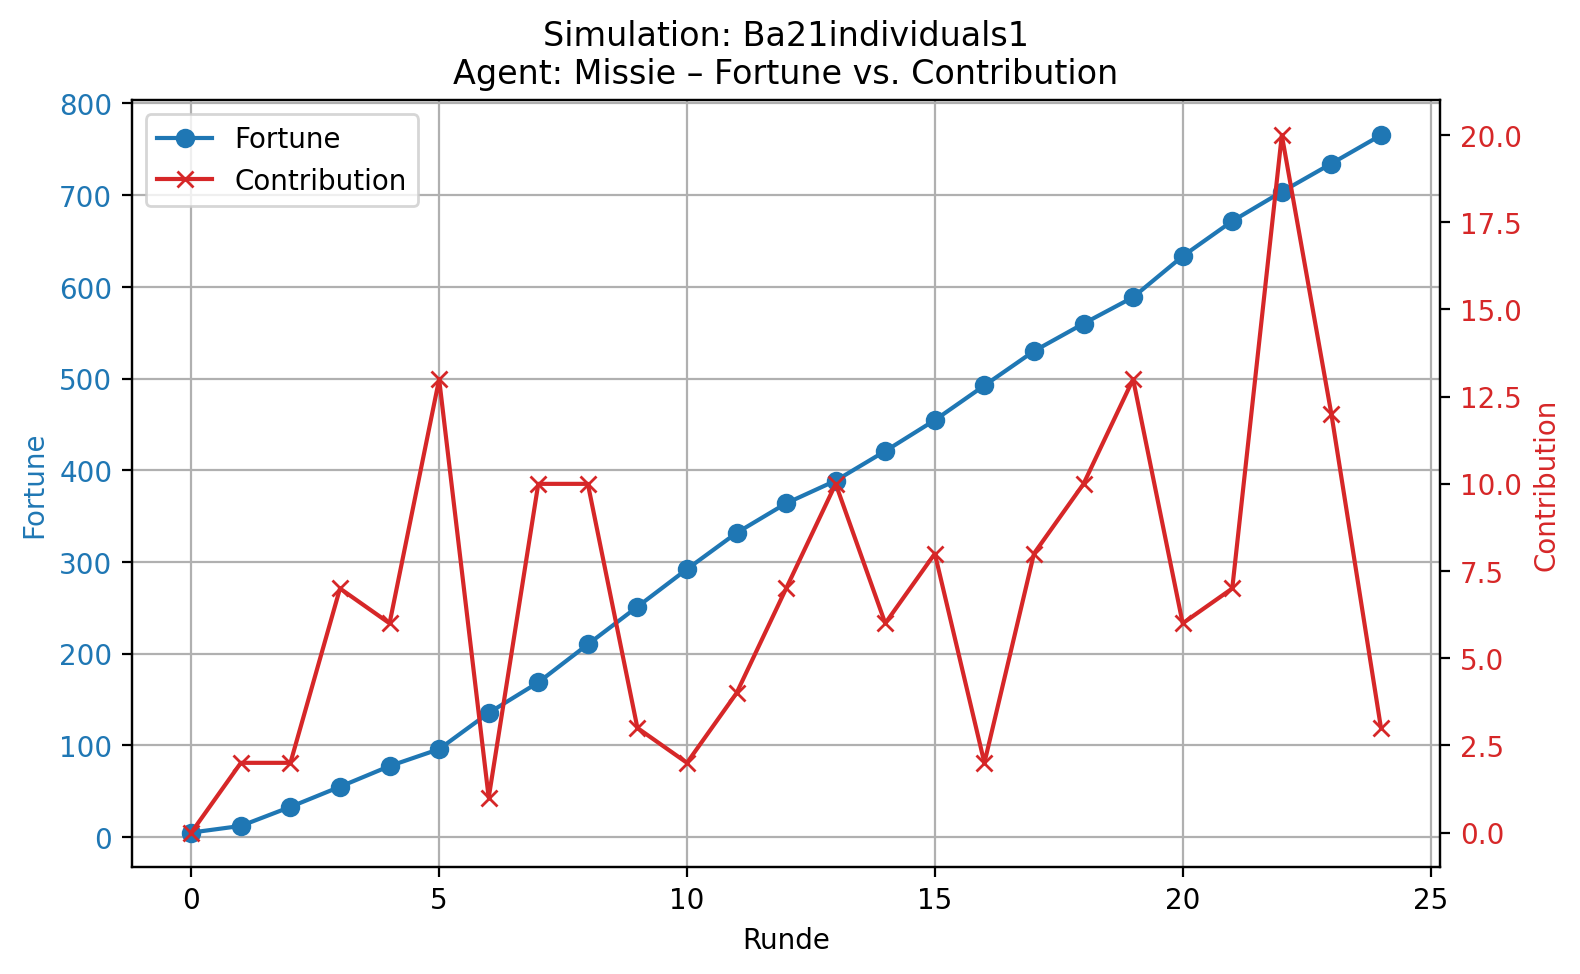 Simulation: Ba21individuals1
Agent: Missie – Fortune vs. Contribution
Fortune
Contribution
800
700
600
500
400
300
200
100
0
Fortune
20.0
17.5
15.0
12.5
10.0
7.5
5.0
2.5
0.0
Contribution
0 5 10 15 20 25
Runde